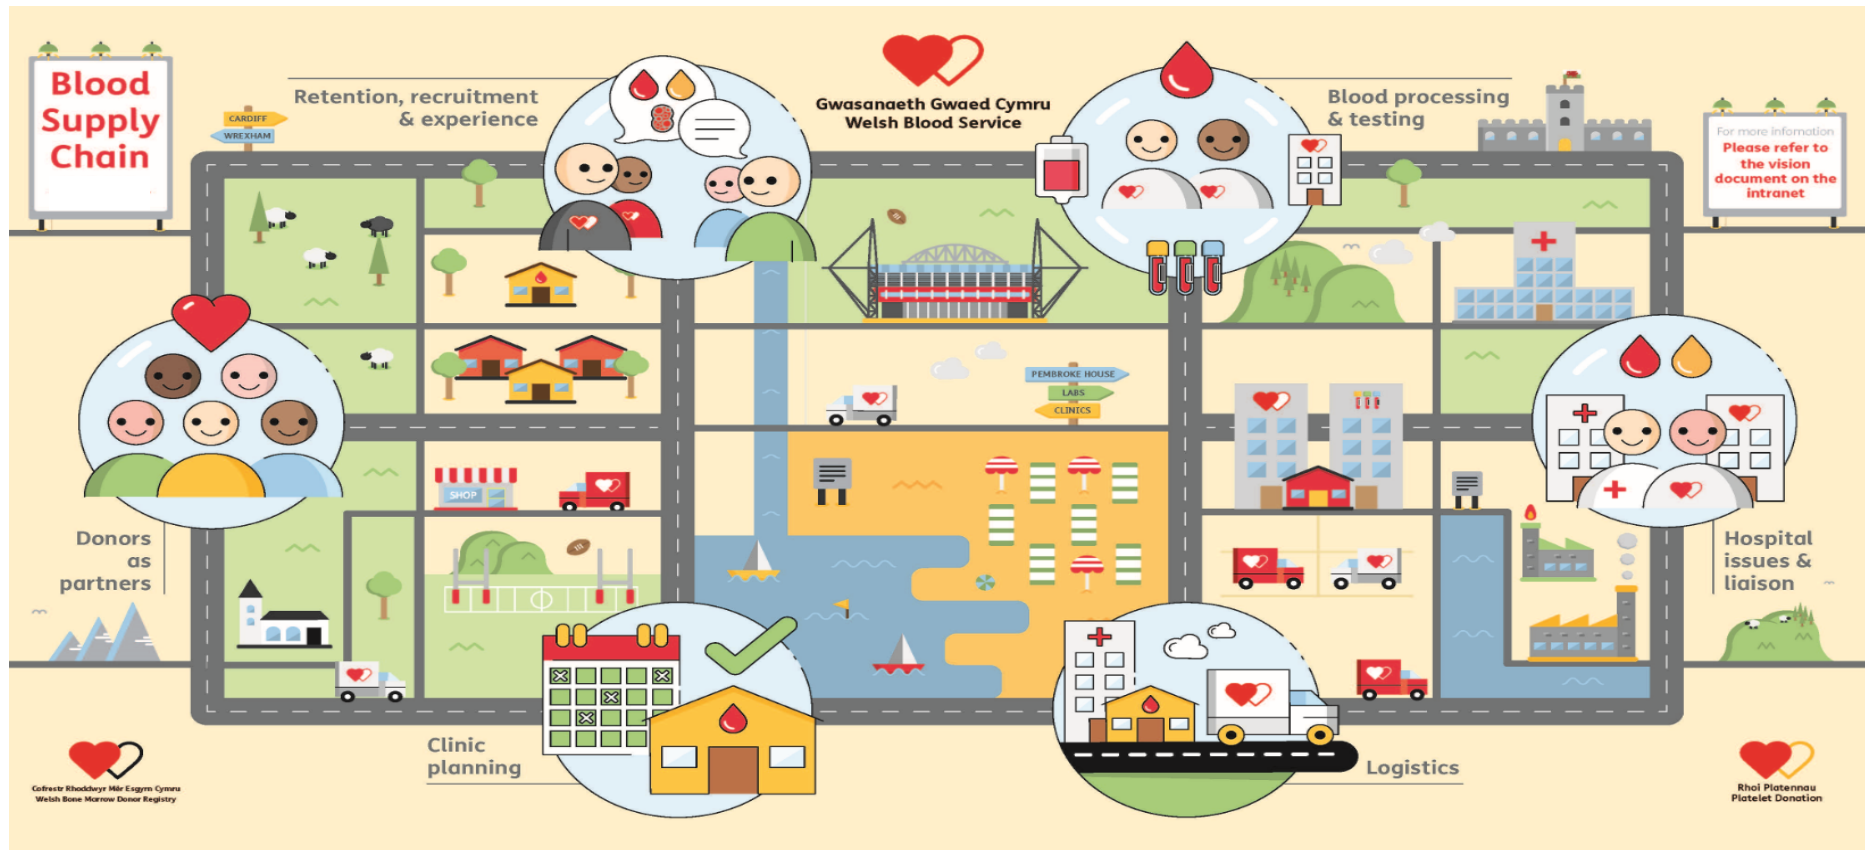 Blood
Supply
Chain
CARDIFF
WREXHAM
Retention, recruitment
& experience
Gwasanaeth Gwaed Cymru
Welsh Blood Service
Blood processing
& testing
For more infomation
Please refer to
the vision
document on the
intranet
PEMBROKE HOUSE
LABS
CLINICS
SHOP
Donors
as
partners
Hospital
issues &
liaison
Clinic
planning
Logistics
Cofrestr Rhoddwyr Mêr Esgyrn Cymru
Welsh Bone Marrow Donor Registry
Rhoi Platennau
Platelet Donation